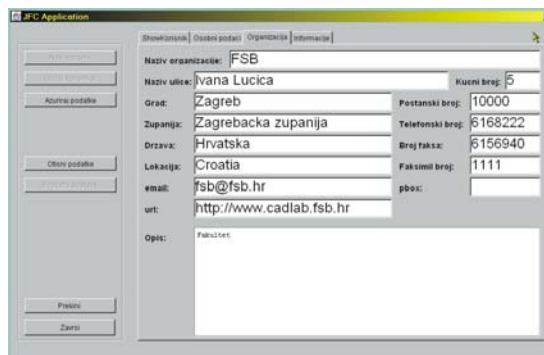 JFC Application
ShowKorisnik Osobni podaci Organizacija Informacije
Naziv organizacije: FSB
Naziv ulice: Ivana Lucica Kucni broj: 5
Azuriraj podatke
Grad: Zagreb Postanski broj: 10000
Zupanija: Zagrebacka zupanija Telefonski broj: 6168222
Drzava: Hrvatska Broj faksa: 6156940
Lokacija: Croatia Faksimil broj: 1111
email: fsb@fsb.hr pbox:
url: http://www.cadlab.fsb.hr
Opis: Fakultet
Prekini
Zavrsi